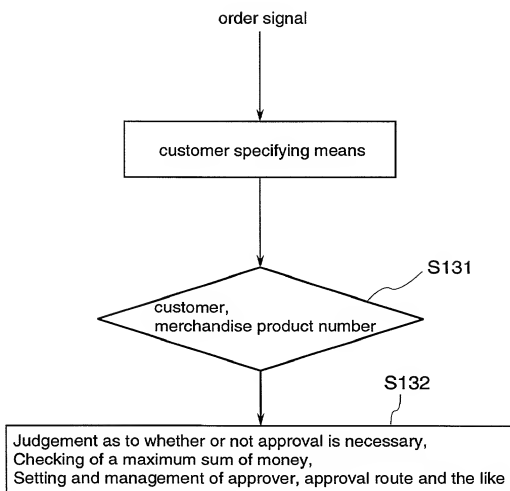 order signal
customer specifying means
S131
customer,
merchandise product number
S132
Judgement as to whether or not approval is necessary,
Checking of a maximum sum of money,
Setting and management of approver, approval route and the like